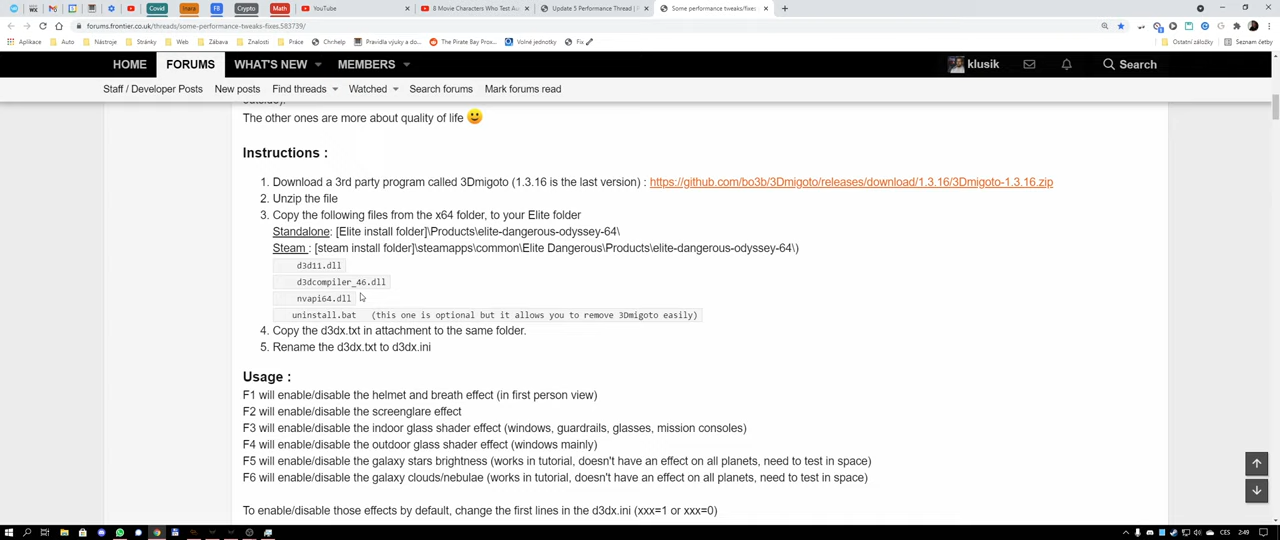 Covid
Inara
FB
Crypto
Math
YouTube
8 Movie Characters Who Test Au
Update 5 Performance Thread |
Some performance tweaks/fixes
forums.frontier.co.uk/threads/some-performance-tweaks-fixes.583739/
Aplikace Auto Nástroje Stránky Web Zábava Znalosti Práce Chrhelp Pravidla výuky a do... The Pirate Bay Prox... Volné jednotky Fix
Ostatní záložky Seznam četby
HOME FORUMS WHAT'S NEW MEMBERS klusik Search
Staff / Developer Posts New posts Find threads Watched Search forums Mark forums read
outside).
The other ones are more about quality of life
Instructions :
1. Download a 3rd party program called 3Dmigoto (1.3.16 is the last version) : https://github.com/bo3b/3Dmigoto/releases/download/1.3.16/3Dmigoto-1.3.16.zip
2. Unzip the file
3. Copy the following files from the x64 folder, to your Elite folder
Standalone: [Elite install folder]\Products\elite-dangerous-odyssey-64\
Steam : [steam install folder]\steamapps\common\Elite Dangerous\Products\elite-dangerous-odyssey-64\)
d3d11.dll
d3dcompiler_46.dll
nvapi64.dll
uninstall.bat (this one is optional but it allows you to remove 3Dmigoto easily)
4. Copy the d3dx.txt in attachment to the same folder.
5. Rename the d3dx.txt to d3dx.ini
Usage :
F1 will enable/disable the helmet and breath effect (in first person view)
F2 will enable/disable the screenglare effect
F3 will enable/disable the indoor glass shader effect (windows, guardrails, glasses, mission consoles)
F4 will enable/disable the outdoor glass shader effect (windows mainly)
F5 will enable/disable the galaxy stars brightness (works in tutorial, doesn't have an effect on all planets, need to test in space)
F6 will enable/disable the galaxy clouds/nebulae (works in tutorial, doesn't have an effect on all planets, need to test in space)
To enable/disable those effects by default, change the first lines in the d3dx.ini (xxx=1 or xxx=0)
CES 2:49